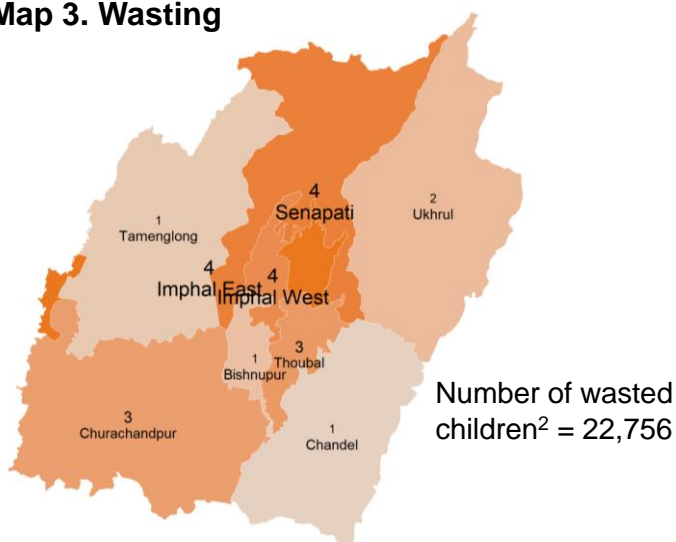 Map 3. Wasting
4
Senapati
2
Ukhrul
1
Tamenglong
4
Imphal East
4
Imphal West
3
Thoubal
1
Bishnupur
3
Churachandpur
1
Chandel
Number of wasted
children² = 22,756